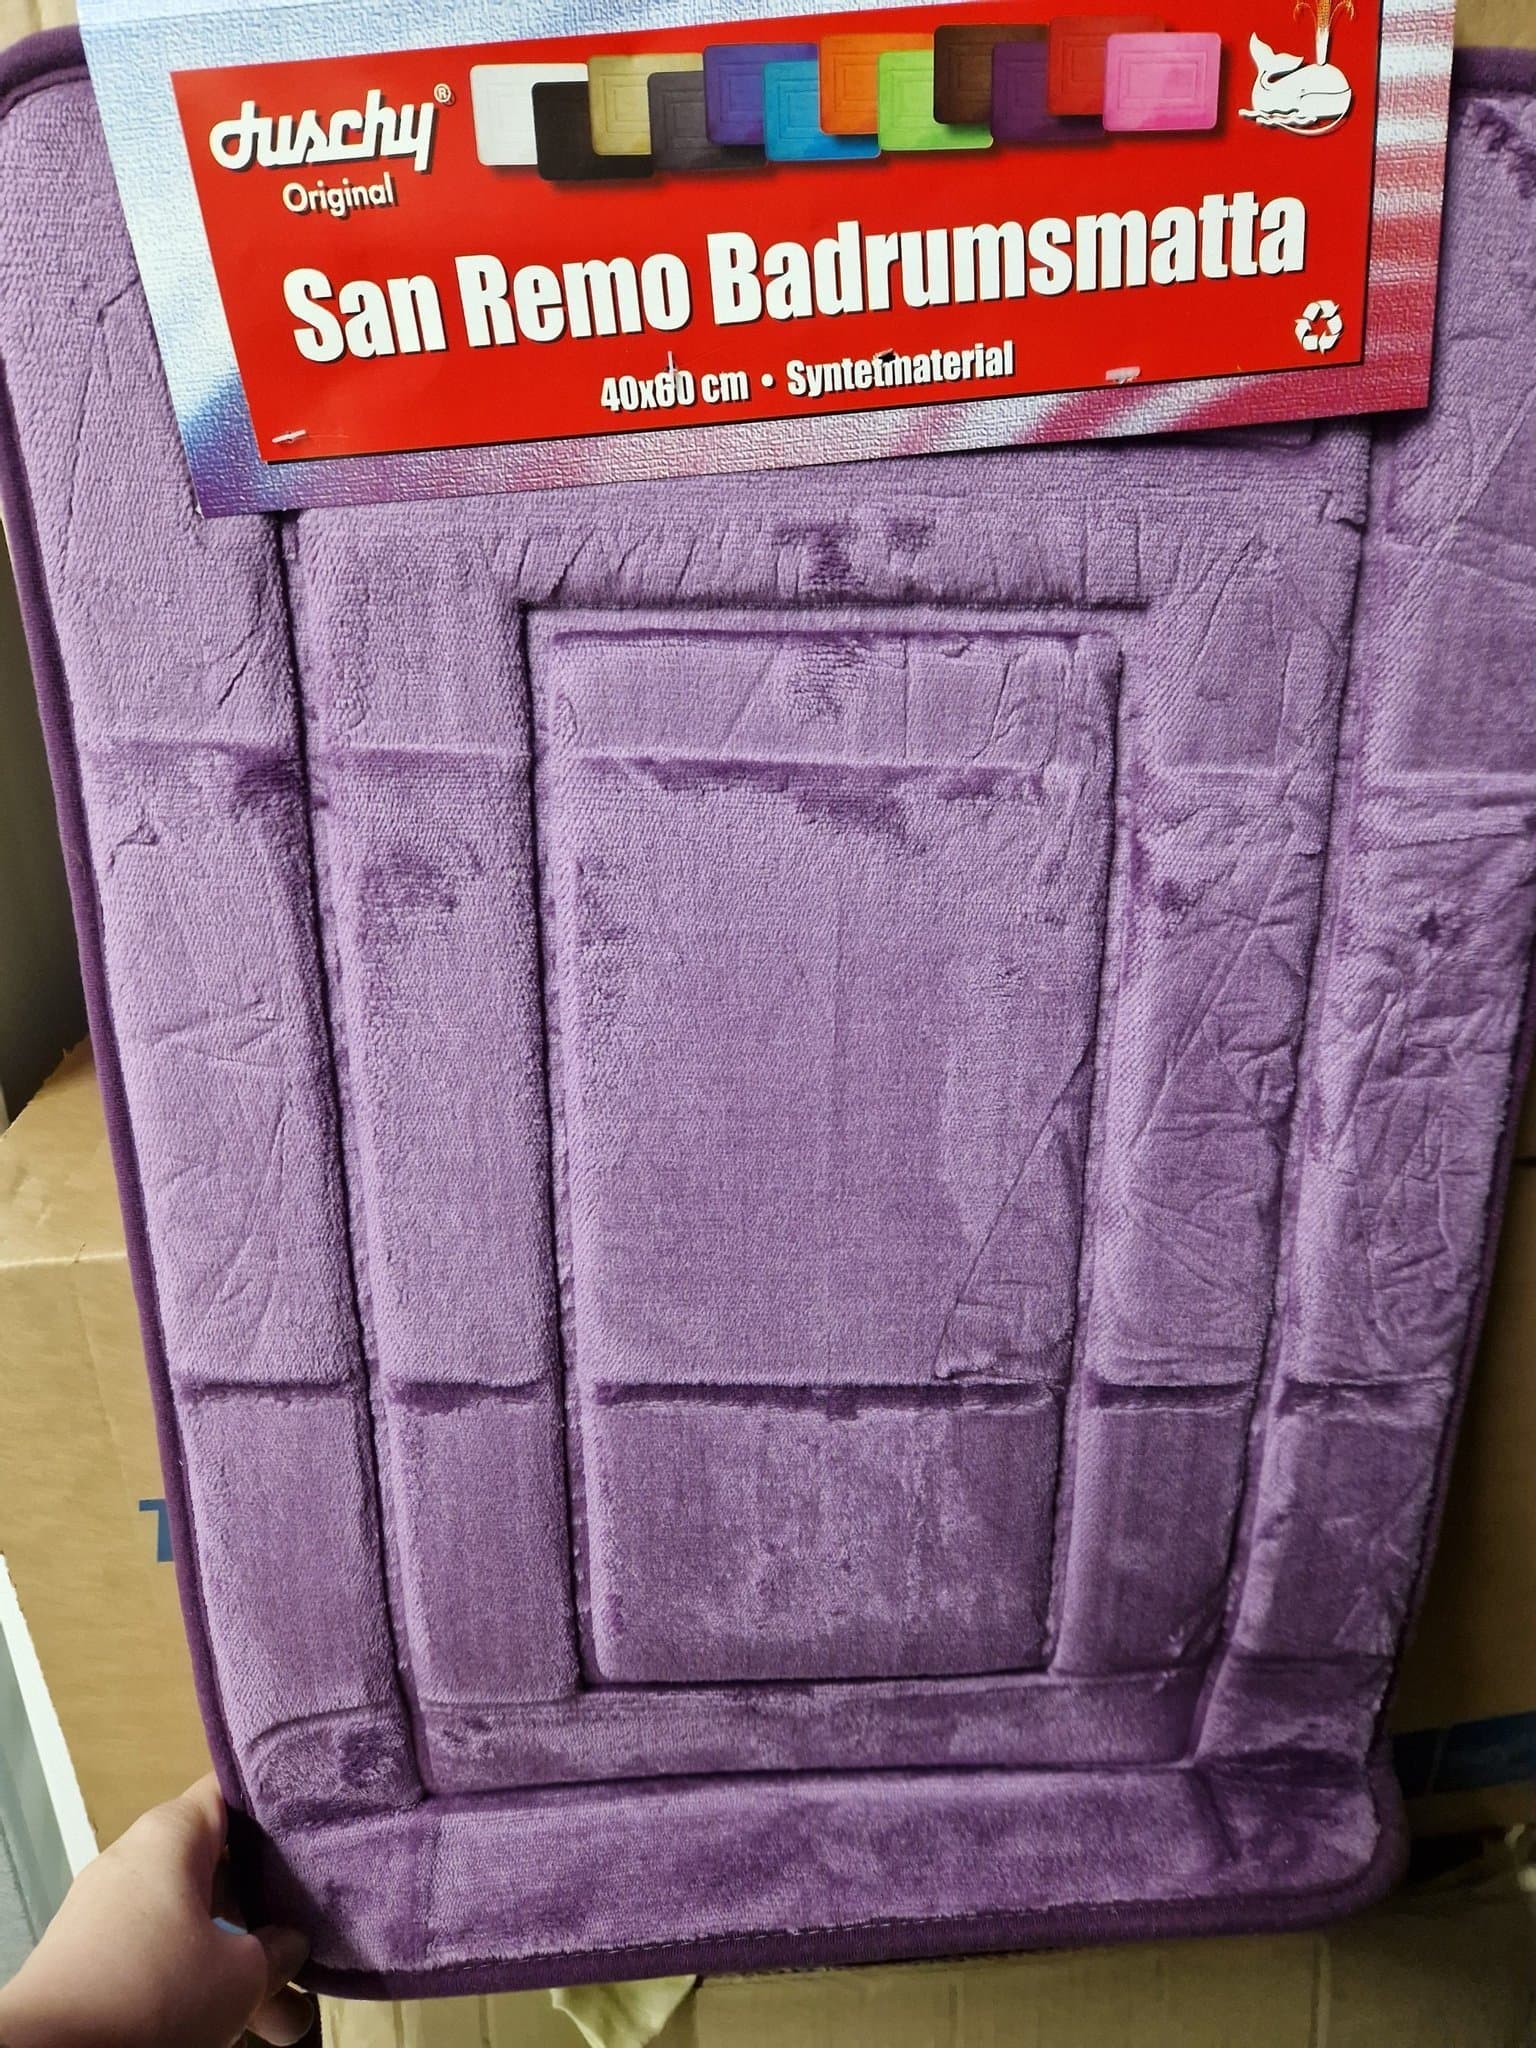 duschy®
Original
San Remo Badrumsmatta
40x60 cm • Syntetmaterial